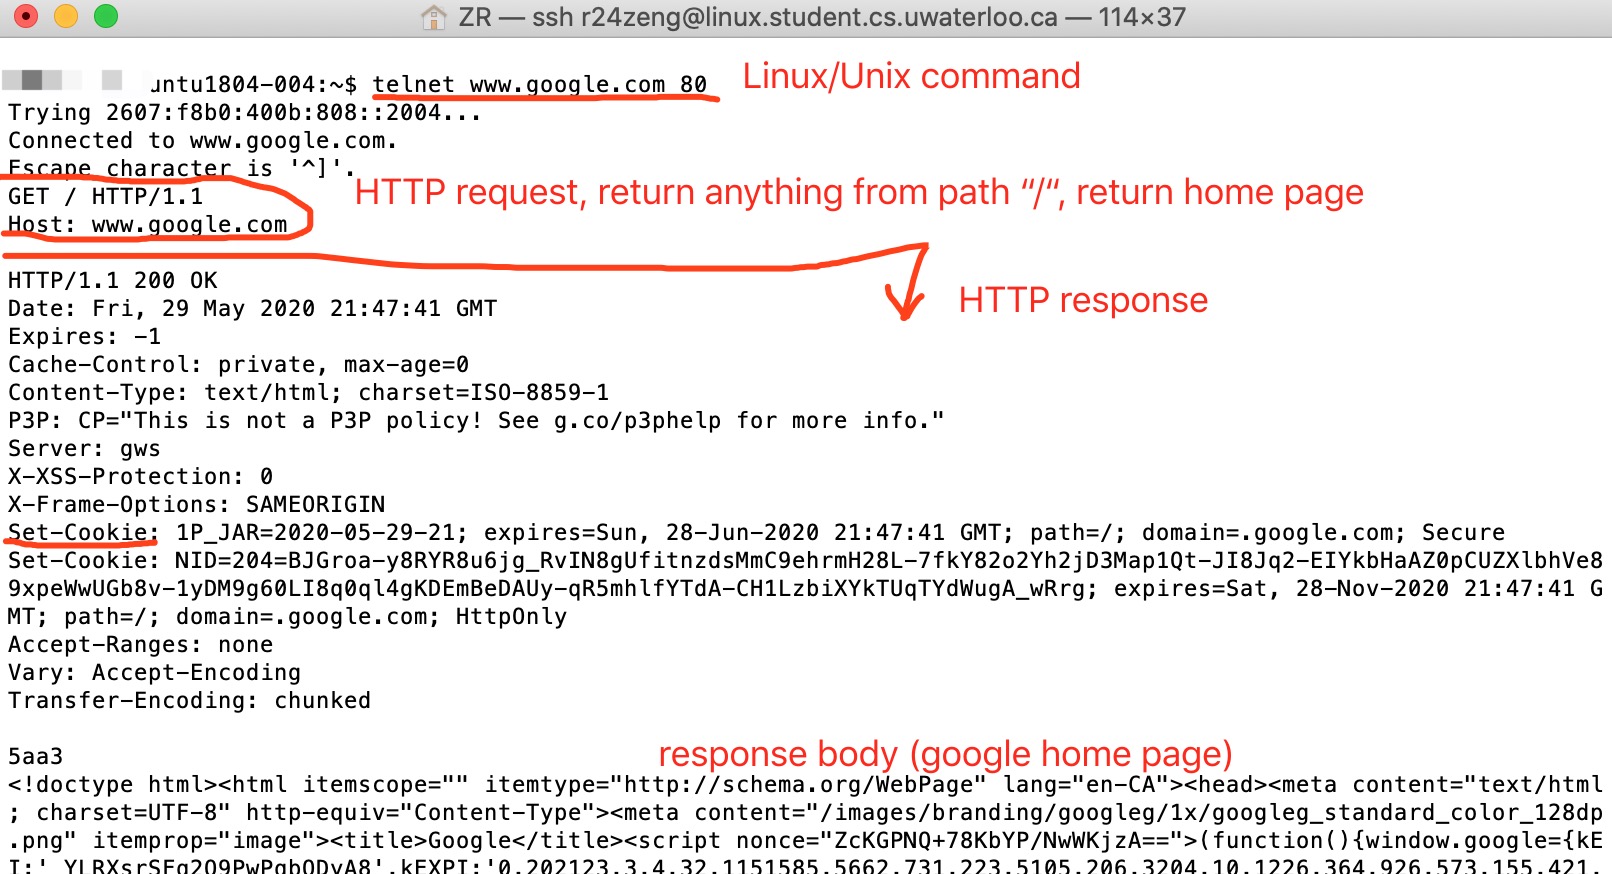 ZR — ssh r24zeng@linux.student.cs.uwaterloo.ca — 114×37
untu1804-004:~$ telnet www.google.com 80 Linux/Unix command
Trying 2607:f8b0:400b:808::2004...
Connected to www.google.com.
Escape character is '^]'.
GET / HTTP/1.1 HTTP request, return anything from path “/“, return home page
Host: www.google.com
HTTP/1.1 200 OK
Date: Fri, 29 May 2020 21:47:41 GMT HTTP response
Expires: -1
Cache-Control: private, max-age=0
Content-Type: text/html; charset=ISO-8859-1
P3P: CP="This is not a P3P policy! See g.co/p3phelp for more info."
Server: gws
X-XSS-Protection: 0
X-Frame-Options: SAMEORIGIN
Set-Cookie: 1P_JAR=2020-05-29-21; expires=Sun, 28-Jun-2020 21:47:41 GMT; path=/; domain=.google.com; Secure
Set-Cookie: NID=204=BJGroa-y8RYR8u6jg_RvIN8gUfitnzdsMmC9ehrmH28L-7fkY82o2Yh2jD3Map1Qt-JI8Jq2-EIYkbHaAZ0pCUZXlbhVe8
9xpeWwUGb8v-1yDM9g60LI8q0ql4gKDEmBeDAUy-qR5mhlfYTdA-CH1LzbiXYkTUqTYdWugA_wRrg; expires=Sat, 28-Nov-2020 21:47:41 G
MT; path=/; domain=.google.com; HttpOnly
Accept-Ranges: none
Vary: Accept-Encoding
Transfer-Encoding: chunked
5aa3 response body (google home page)
<!doctype html><html itemscope="" itemtype="http://schema.org/WebPage" lang="en-CA"><head><meta content="text/html
; charset=UTF-8" http-equiv="Content-Type"><meta content="/images/branding/googleg/1x/googleg_standard_color_128dp
.png" itemprop="image"><title>Google</title><script nonce="ZcKGPNQ+78KbYP/NwWKjzA==">(function(){window.google={kE
kEXPI:'0,202123,3,4,32,1151585,5662,731,223,5105,206,3204,10,1226,364,926,573,155,421,